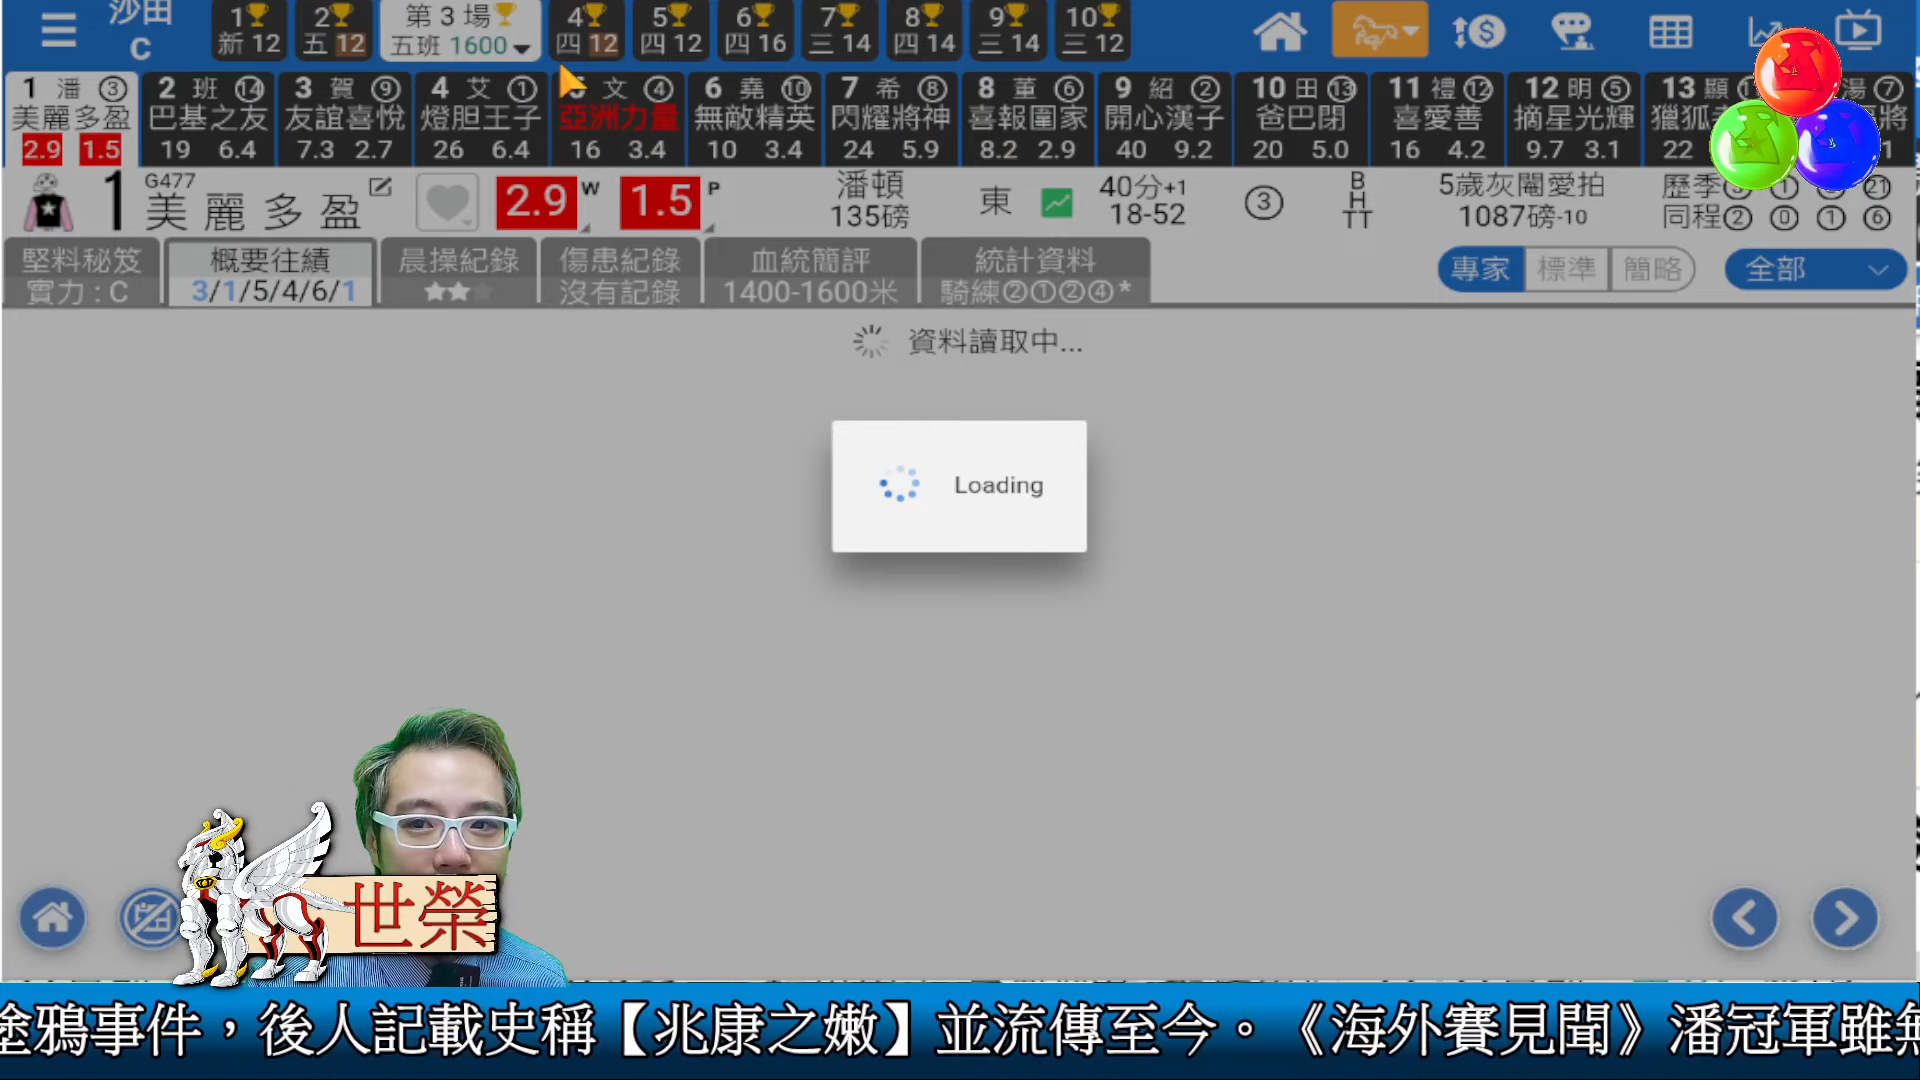 沙田
C
1
新 12
2
五 12
第 3 場
五班 1600
4
四 12
5
四 12
6
四 16
7
三 14
8
四 14
9
三 14
10
三 12
1 潘 ③
美麗多盈
2.9 1.5
2 班 ⑭
巴基之友
19 6.4
3 賀 ⑨
友誼喜悅
7.3 2.7
4 艾 ①
燈胆王子
26 6.4
文 ④
亞洲力量
16 3.4
6 堯 ⑩
無敵精英
10 3.4
7 希 ⑧
閃耀將神
24 5.9
8 董 ⑥
喜報圍家
8.2 2.9
9 紹 ②
開心漢子
40 9.2
10 田 ⑬
爸巴閉
20 5.0
11 禮 ⑫
喜愛善
16 4.2
12 明 ⑤
摘星光輝
9.7 3.1
13 顯
獵狐
22
湯 ⑦
將
1
1
G477
美麗多盈
2.9 W
1.5 P
潘頓
135磅
東
40分+1
18-52
③
B
H
TT
5歲灰閹愛拍
1087磅-10
歷季 ㉑
同程② ⓪ ① ⑥
堅料秘笈
實力 : C
概要往績
3/1/5/4/6/1
晨操紀錄
★★
傷患紀錄
沒有記錄
血統簡評
1400-1600米
統計資料
騎練②①②④*
專家
標準
簡略
全部
資料讀取中...
Loading
世榮
塗鴉事件，後人記載史稱【兆康之嫩】並流傳至今。《海外賽見聞》潘冠軍雖無